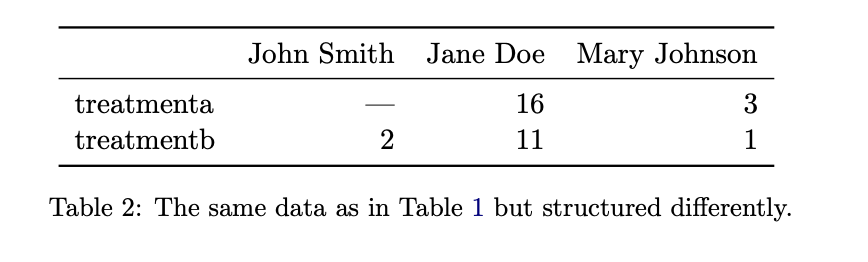 John Smith Jane Doe Mary Johnson
treatmenta — 16 3
treatmentb 2 11 1
Table 2: The same data as in Table 1 but structured differently.